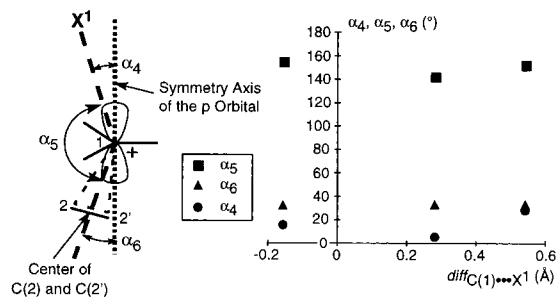 X¹
α₄
Symmetry Axis
of the p Orbital
α₅
1
+
2
2'
α₆
Center of
C(2) and C(2')
■ α₅
▲ α₆
● α₄
α₄, α₅, α₆ (°)
180
160
140
120
100
80
60
40
20
0
-0.2 0 0.2 0.4 0.6
diffC(1)•••X¹ (Å)